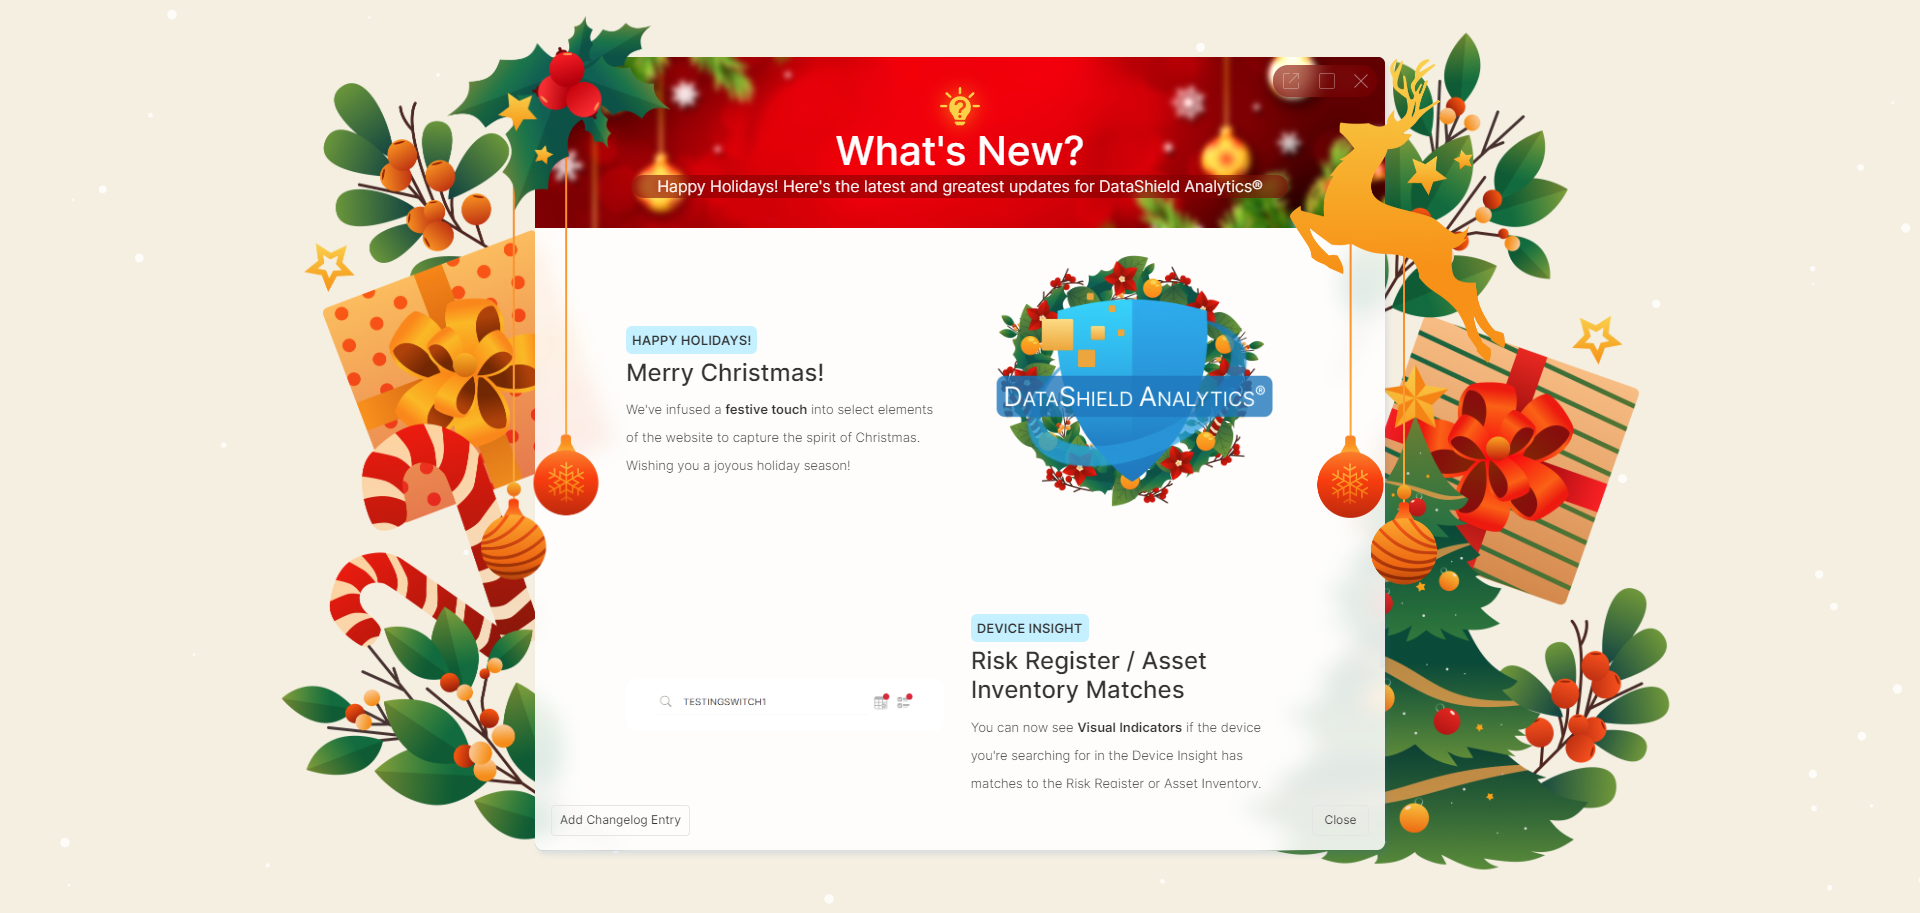 What's New?
Happy Holidays! Here's the latest and greatest updates for DataShield Analytics®
HAPPY HOLIDAYS!
Merry Christmas!
We've infused a festive touch into select elements
of the website to capture the spirit of Christmas.
Wishing you a joyous holiday season!
DATASHIELD ANALYTICS®
TESTINGSWITCH1
DEVICE INSIGHT
Risk Register / Asset
Inventory Matches
You can now see Visual Indicators if the device
you're searching for in the Device Insight has
matches to the Risk Register or Asset Inventory.
Add Changelog Entry
Close